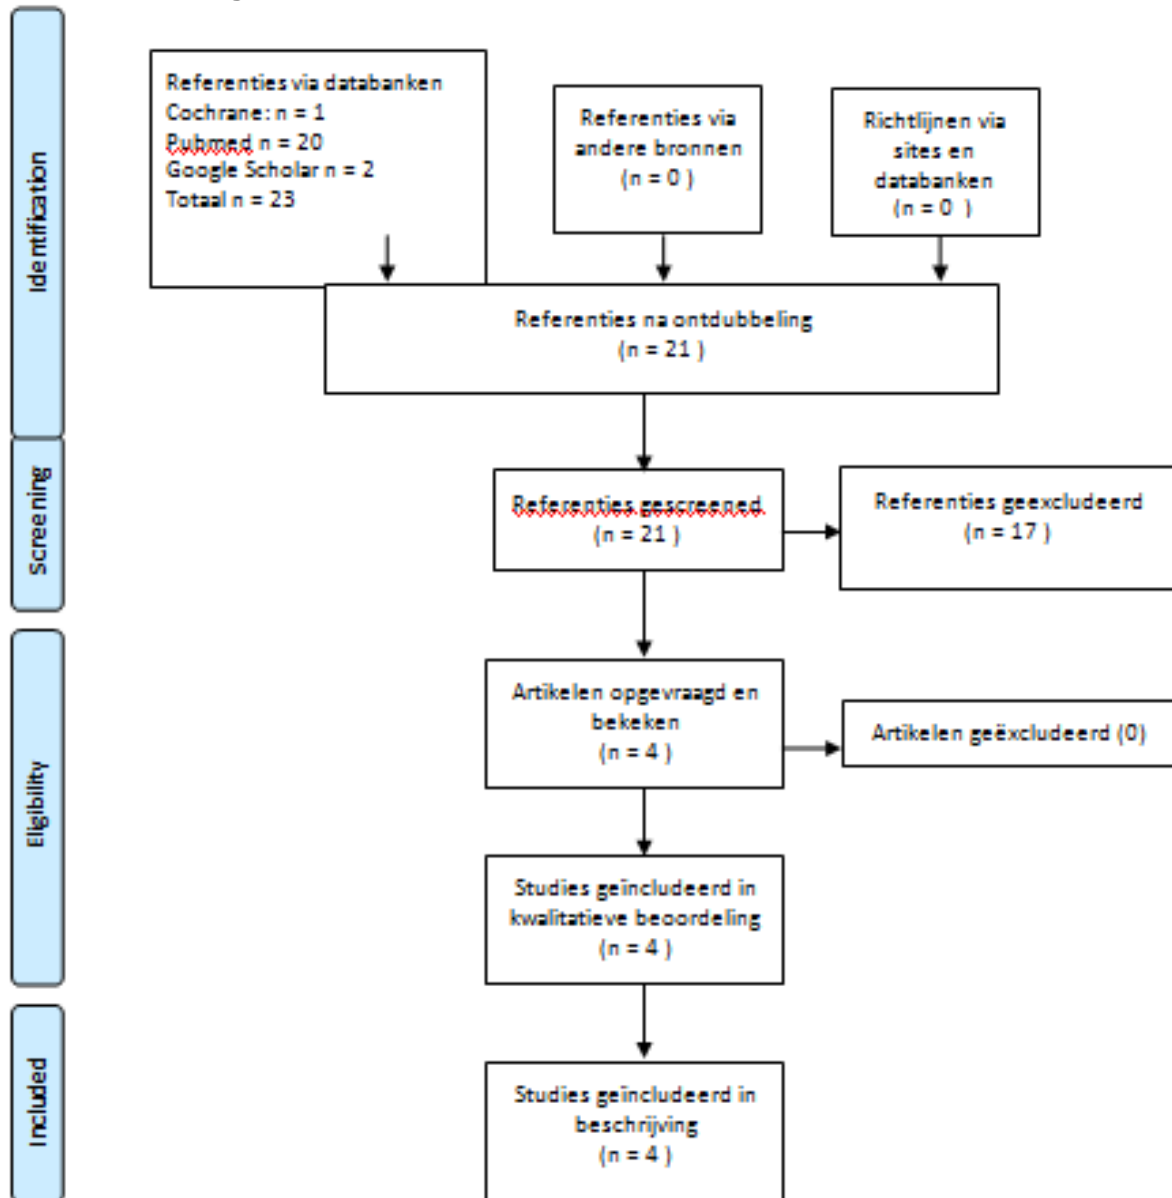 Identification
Referenties via databanken
Cochrane: n = 1
Pubmed n = 20
Google Scholar n = 2
Totaal n = 23
Referenties via
andere bronnen
(n = 0 )
Richtlijnen via
sites en
databanken
(n = 0 )
Referenties na ontdubbeling
(n = 21 )
Screening
Referenties gescreened
(n = 21 )
Referenties geexcludeerd
(n = 17 )
Eligibility
Artikelen opgevraagd en
bekeken
(n = 4 )
Artikelen geëxcludeerd (0)
Studies geïncludeerd in
kwalitatieve beoordeling
(n = 4 )
Included
Studies geïncludeerd in
beschrijving
(n = 4 )